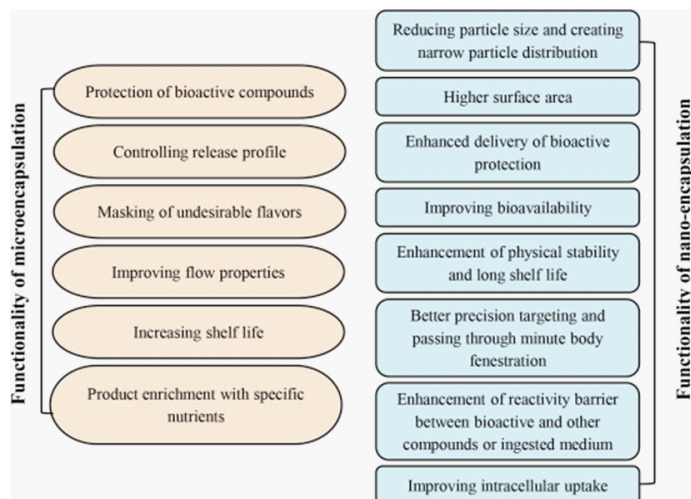 Functionality of microencapsulation
Protection of bioactive compounds
Controlling release profile
Masking of undesirable flavors
Improving flow properties
Increasing shelf life
Product enrichment with specific
nutrients
Reducing particle size and creating
narrow particle distribution
Higher surface area
Enhanced delivery of bioactive
protection
Improving bioavailability
Enhancement of physical stability
and long shelf life
Better precision targeting and
passing through minute body
fenestration
Enhancement of reactivity barrier
between bioactive and other
compounds or ingested medium
Improving intracellular uptake
Functionality of nano-encapsulation